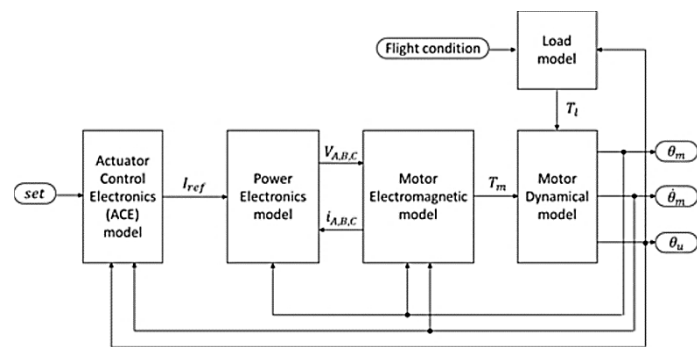 Flight condition
Load
model
T_l
Actuator
Control
Electronics
(ACE)
model
Power
Electronics
model
Motor
Electromagnetic
model
Motor
Dynamical
model
set
I_ref
V_A,B,C
i_A,B,C
T_m
θ_m
θ̇_m
θ_u